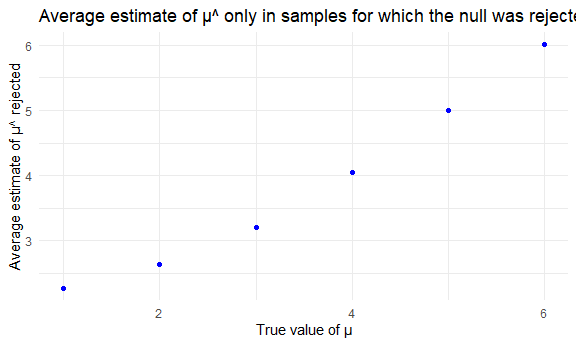 Average estimate of µ^ only in samples for which the null was rejecte
6
5
4
3
Average estimate of µ^ rejected
2
4
6
True value of µ